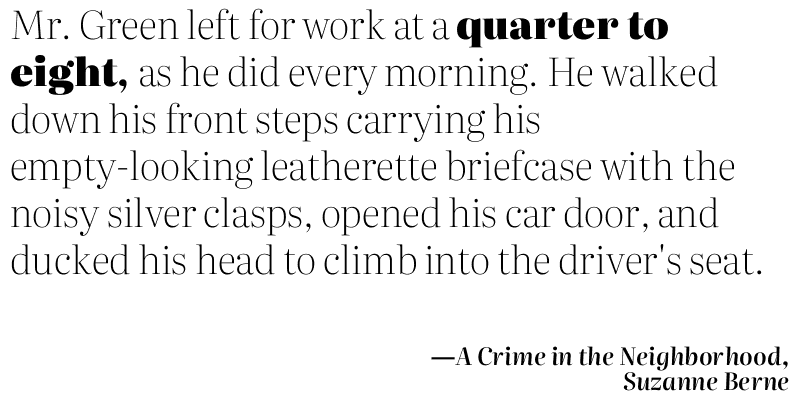 Mr. Green left for work at a quarter to
eight, as he did every morning. He walked
down his front steps carrying his
empty-looking leatherette briefcase with the
noisy silver clasps, opened his car door, and
ducked his head to climb into the driver's seat.
—A Crime in the Neighborhood,
Suzanne Berne